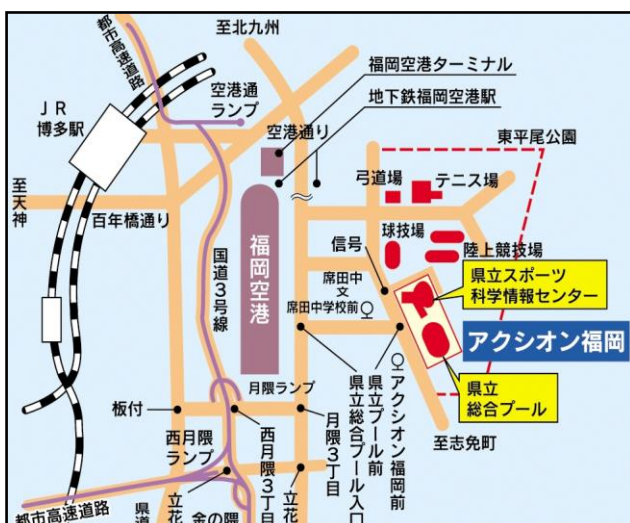 都市高速道路
至北九州
福岡空港ターミナル
地下鉄福岡空港駅
空港通
ランプ
空港通り
JR
博多駅
東平尾公園
弓道場
テニス場
至天神
百年橋通り
国道3号線
福岡空港
信号
球技場
陸上競技場
席田中
文
席田中学校前
県立スポーツ
科学情報センター
アクシオン福岡
県立
総合プール
アクシオン福岡前
県立プール前
県立総合プール入口
至志免町
月隈ランプ
板付
西月隈
ランプ
西月隈3丁目
月隈3丁目
立花
立花
県道
金の隈
都市高速道路